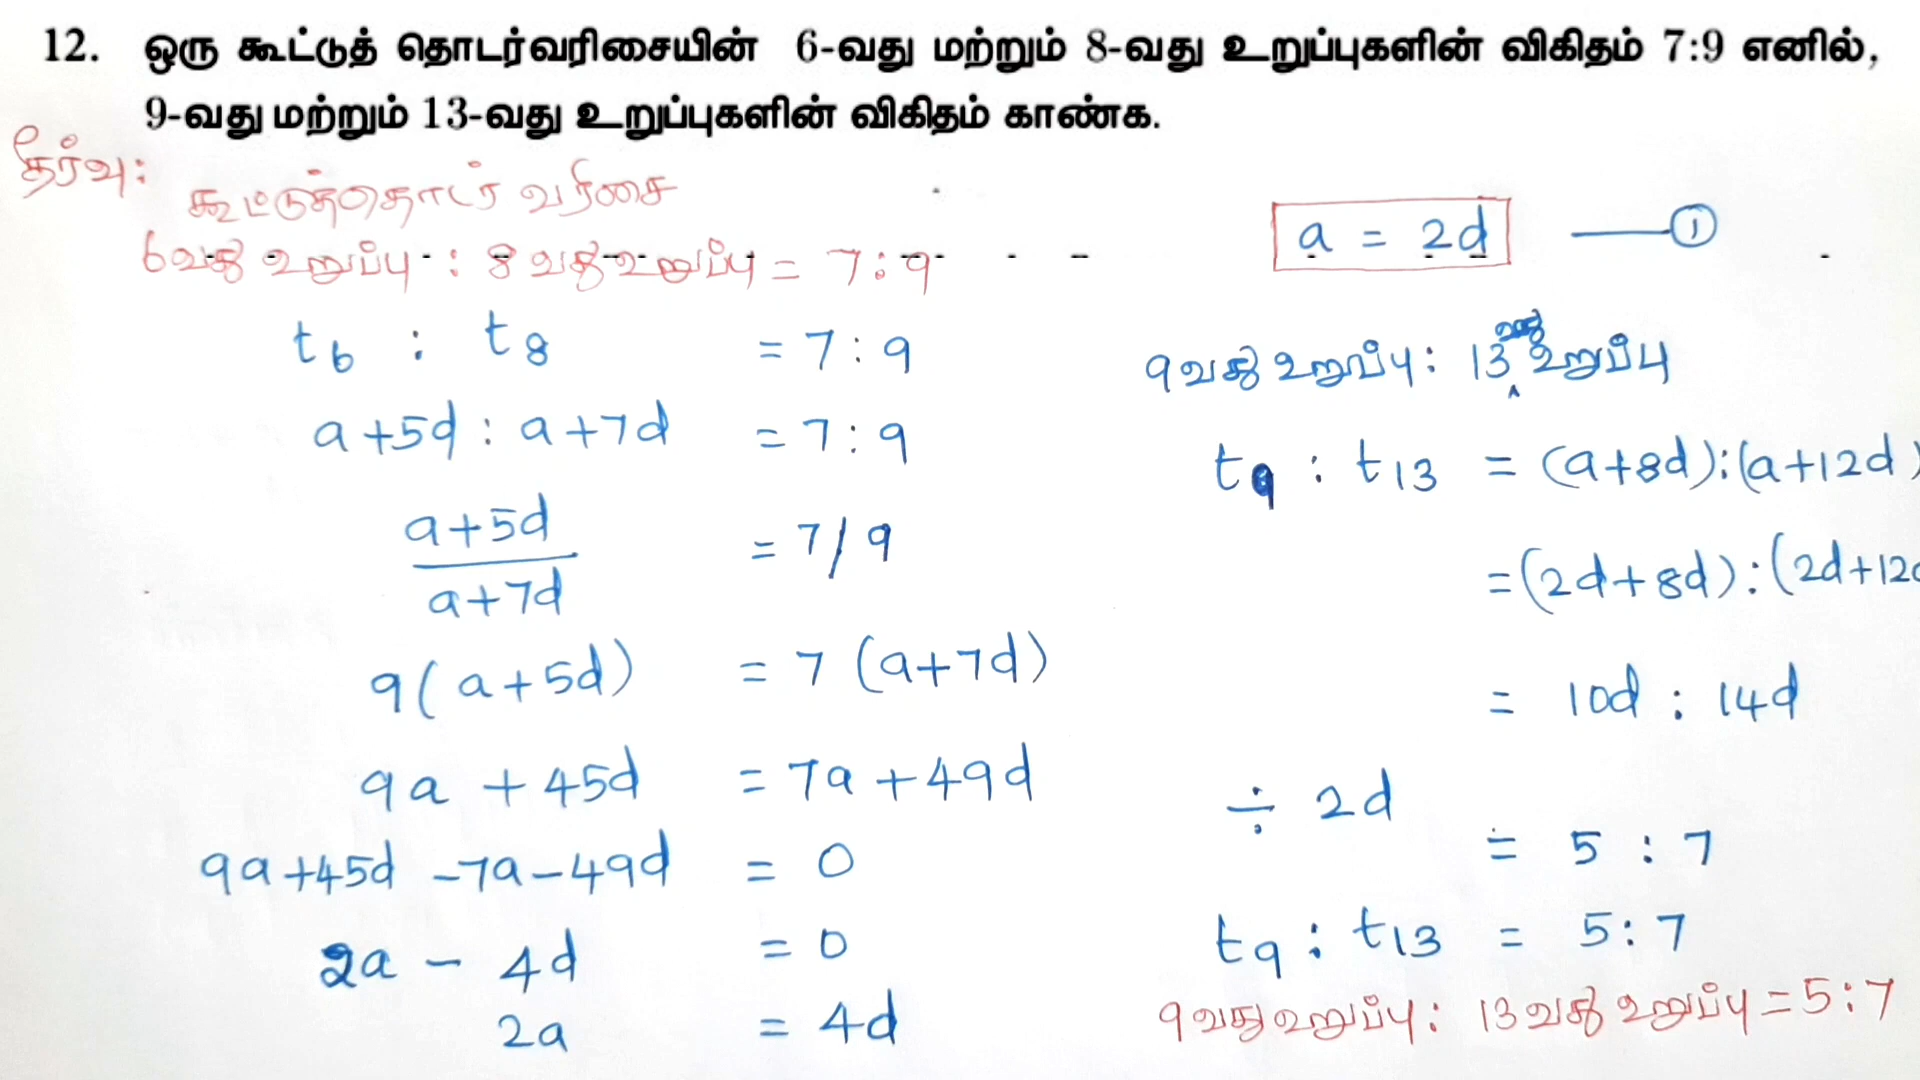 12. ஒரு கூட்டுத் தொடர்வரிசையின் 6-வது மற்றும் 8-வது உறுப்புகளின் விகிதம் 7:9 எனில்,
9-வது மற்றும் 13-வது உறுப்புகளின் விகிதம் காண்க.
தீர்வு:
கூட்டுத்தொடர் வரிசை
6வது உறுப்பு : 8வது உறுப்பு = 7:9
t6 : t8 = 7:9
a+5d : a+7d = 7:9
a+5d
a+7d = 7/9
9(a+5d) = 7(a+7d)
9a + 45d = 7a + 49d
9a+45d -7a-49d = 0
2a - 4d = 0
2a = 4d
a = 2d —— 1
9வது உறுப்பு : 13வது உறுப்பு
t9 : t13 = (a+8d):(a+12d)
=(2d+8d):(2d+12d
= 10d : 14d
÷ 2d
= 5 : 7
t9 : t13 = 5:7
9வது உறுப்பு : 13வது உறுப்பு = 5:7